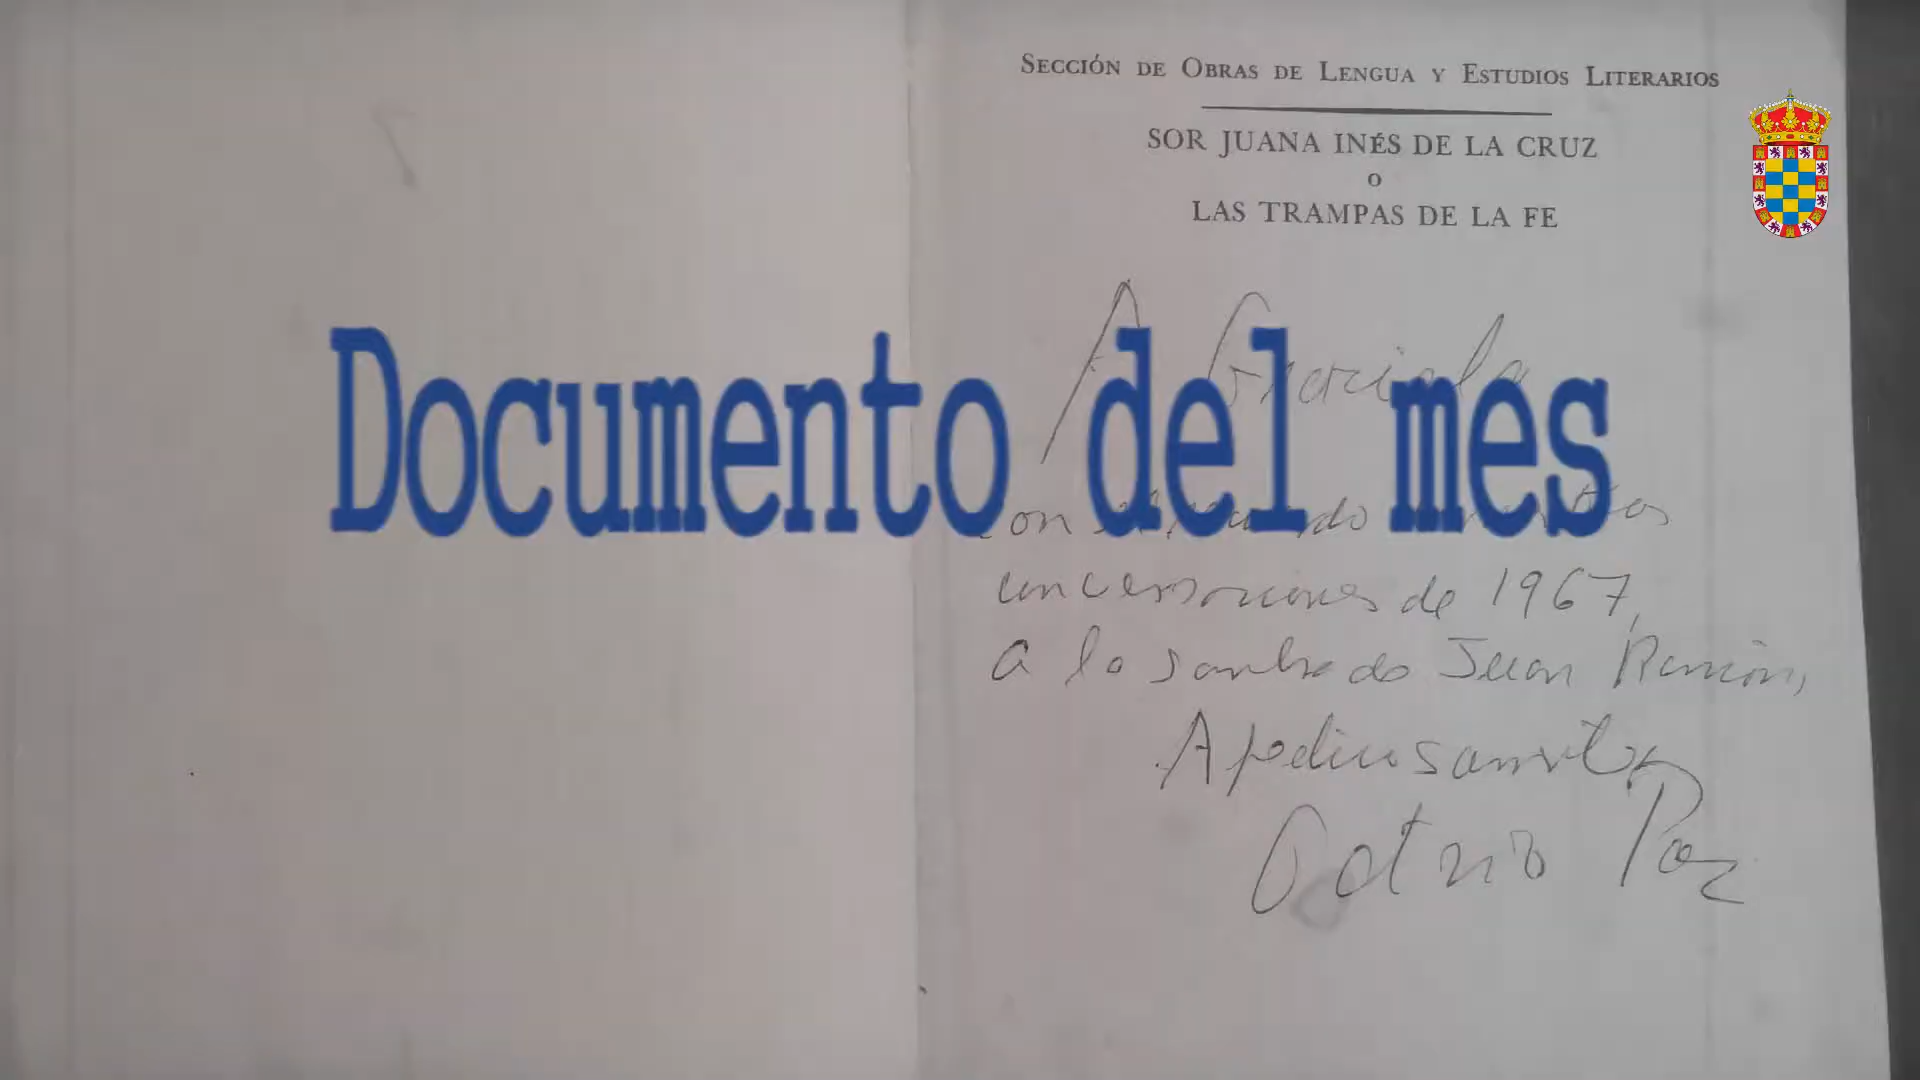 SECCIÓN DE OBRAS DE LENGUA Y ESTUDIOS LITERARIOS
SOR JUANA INÉS DE LA CRUZ
O
LAS TRAMPAS DE LA FE
A Graciela
Documento del mes
conversaciones de 1967,
a la sombra de Juan Ramón,
Octavio Paz